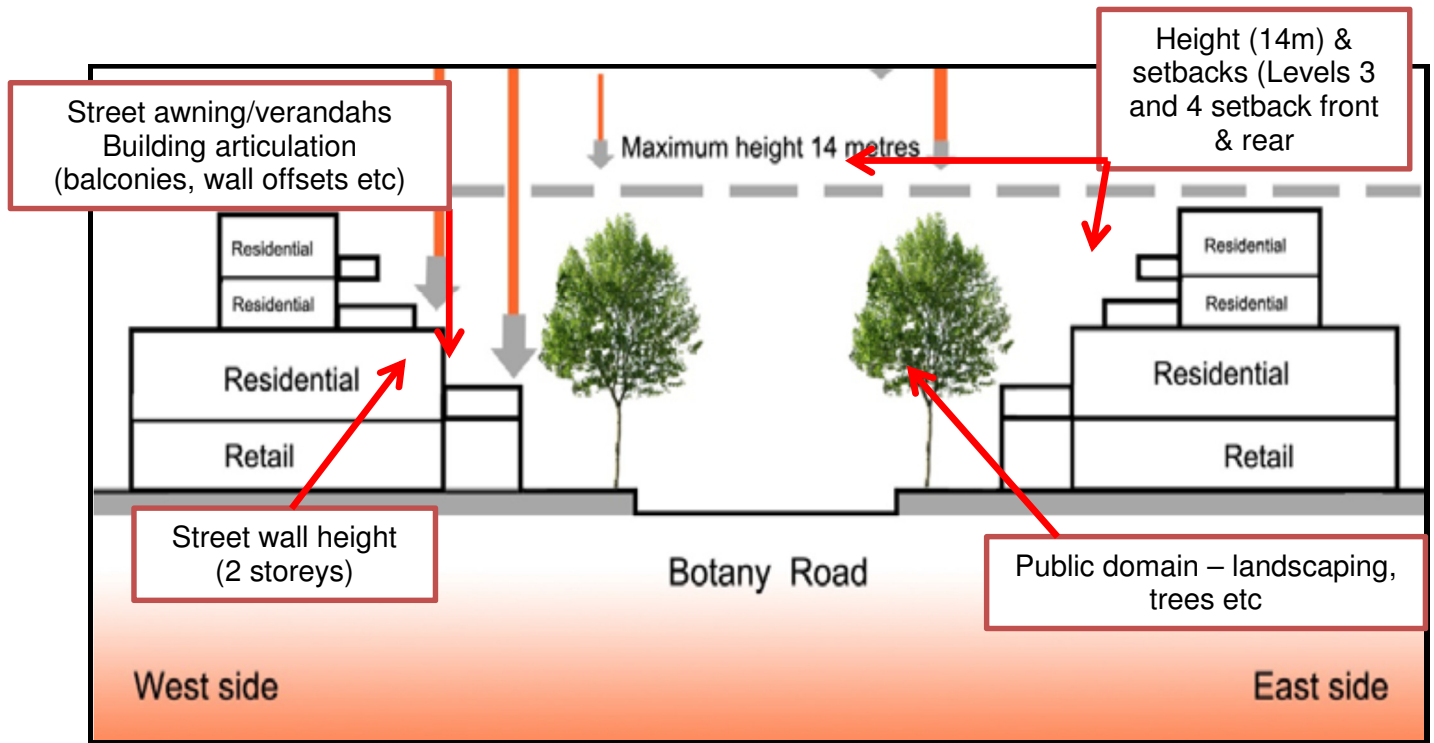 Height (14m) &
setbacks (Levels 3
and 4 setback front
& rear
Street awning/verandahs
Building articulation
(balconies, wall offsets etc)
Maximum height 14 metres
Residential
Residential
Residential
Retail
Residential
Residential
Residential
Retail
Street wall height
(2 storeys)
Botany Road
Public domain – landscaping,
trees etc
West side
East side